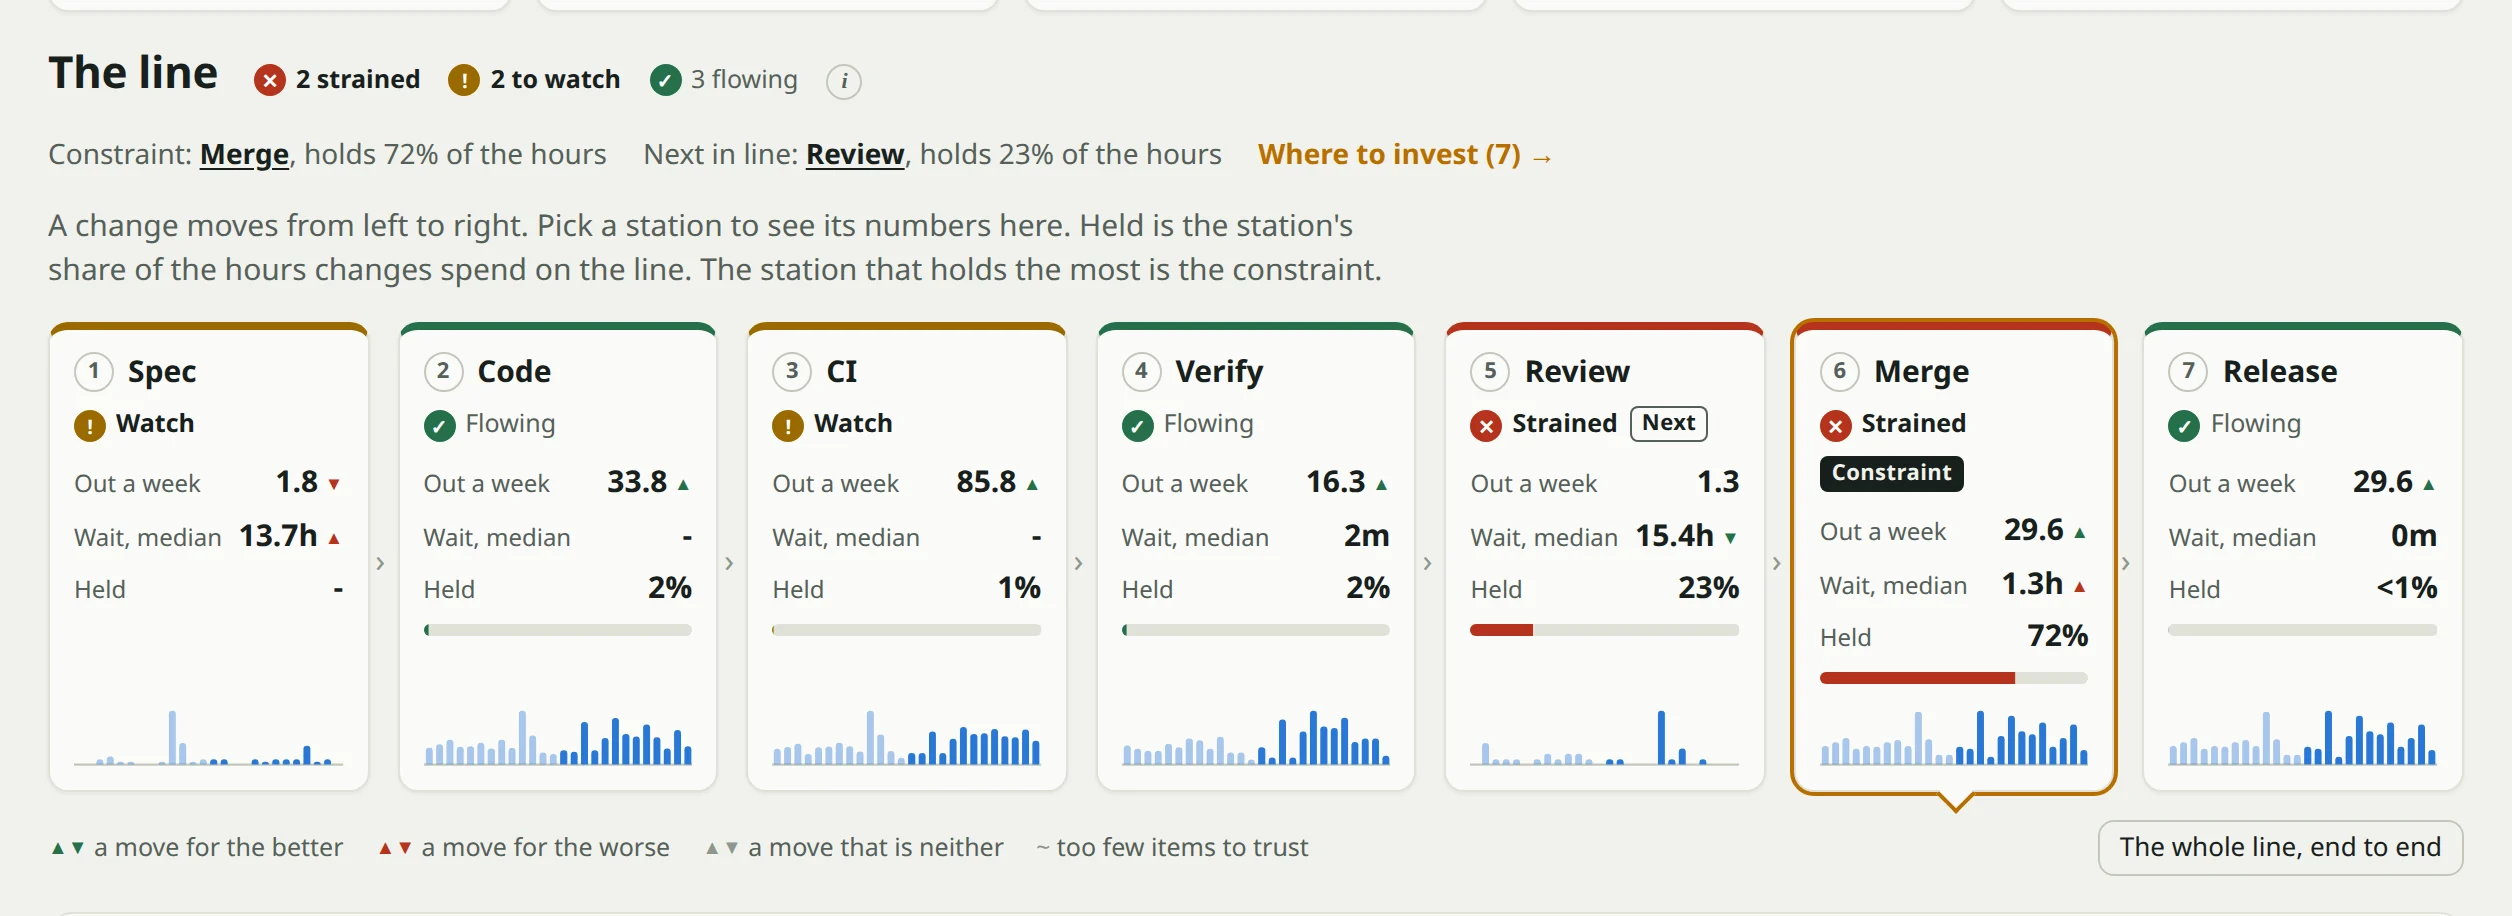 The line ✕ 2 strained ! 2 to watch ✓ 3 flowing i
Constraint: Merge, holds 72% of the hours Next in line: Review, holds 23% of the hours Where to invest (7) →
A change moves from left to right. Pick a station to see its numbers here. Held is the station's
share of the hours changes spend on the line. The station that holds the most is the constraint.
1 Spec
! Watch
Out a week 1.8 ▼
Wait, median 13.7h ▲
Held -
›
2 Code
✓ Flowing
Out a week 33.8 ▲
Wait, median -
Held 2%
›
3 CI
! Watch
Out a week 85.8 ▲
Wait, median -
Held 1%
›
4 Verify
✓ Flowing
Out a week 16.3 ▲
Wait, median 2m
Held 2%
›
5 Review
✕ Strained Next
Out a week 1.3
Wait, median 15.4h ▼
Held 23%
›
6 Merge
✕ Strained
Constraint
Out a week 29.6 ▲
Wait, median 1.3h ▲
Held 72%
›
7 Release
✓ Flowing
Out a week 29.6 ▲
Wait, median 0m
Held <1%
▲▼ a move for the better ▲▼ a move for the worse ▲▼ a move that is neither ~ too few items to trust
The whole line, end to end